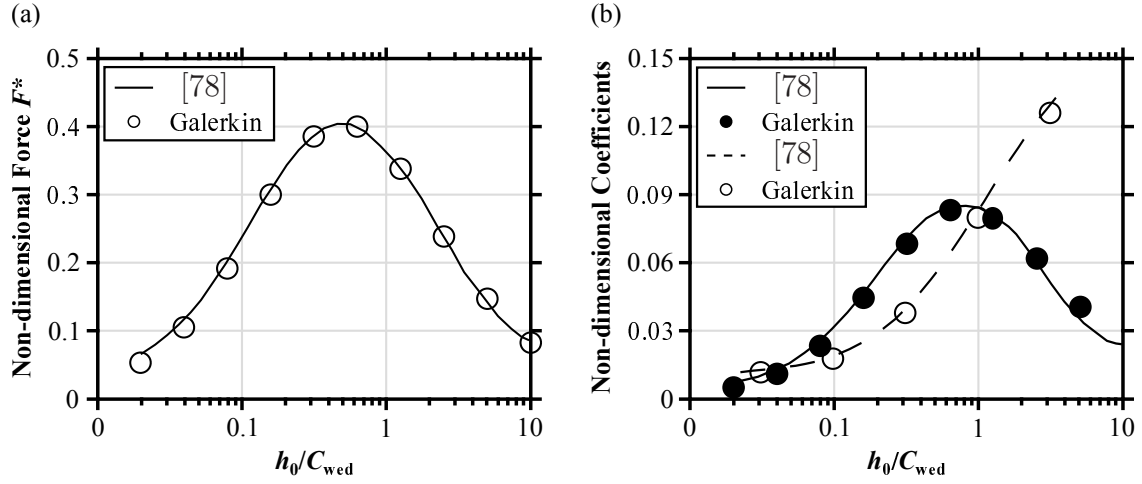 (a)
Non-dimensional Force F*
0.5
0.4
0.3
0.2
0.1
0
[78]
Galerkin
0
0.1
1
10
h0/Cwed
(b)
Non-dimensional Coefficients
0.15
0.12
0.09
0.06
0.03
0
[78]
Galerkin
[78]
Galerkin
0
0.1
1
10
h0/Cwed